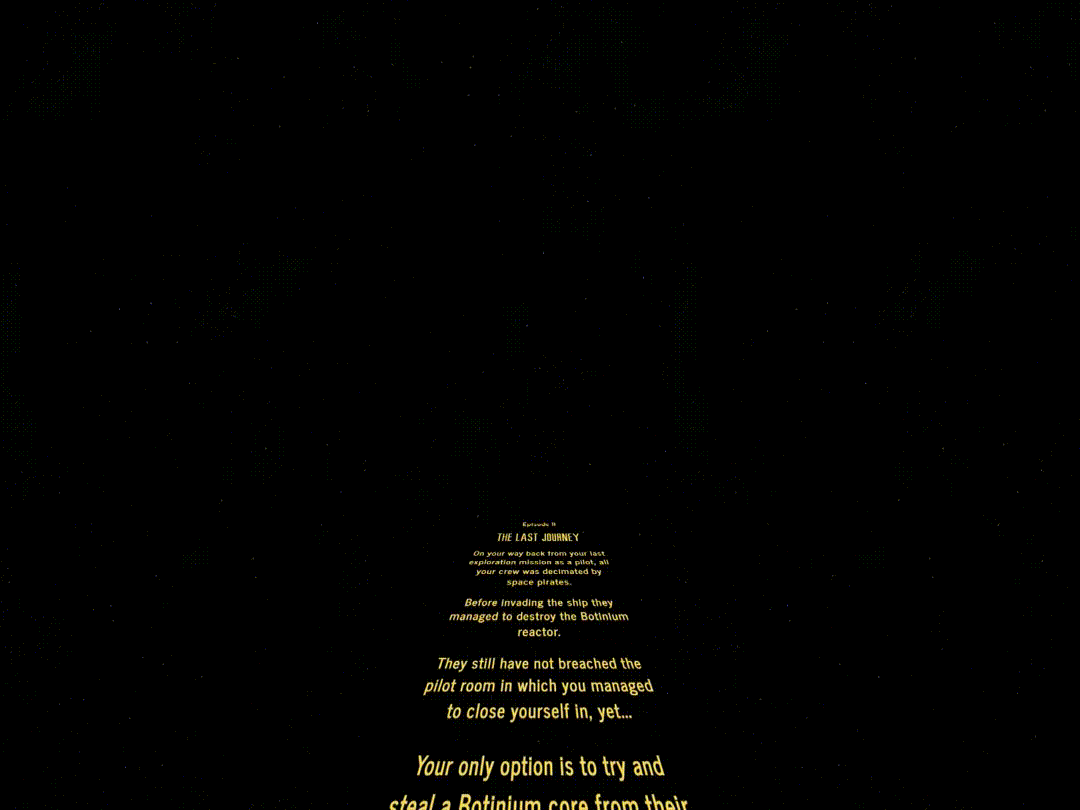 Episode II
THE LAST JOURNEY
On your way back from your last
exploration mission as a pilot, all
your crew was decimated by
space pirates.
Before invading the ship they
managed to destroy the Botinium
reactor.
They still have not breached the
pilot room in which you managed
to close yourself in, yet...
Your only option is to try and
steal a Botinium core from their